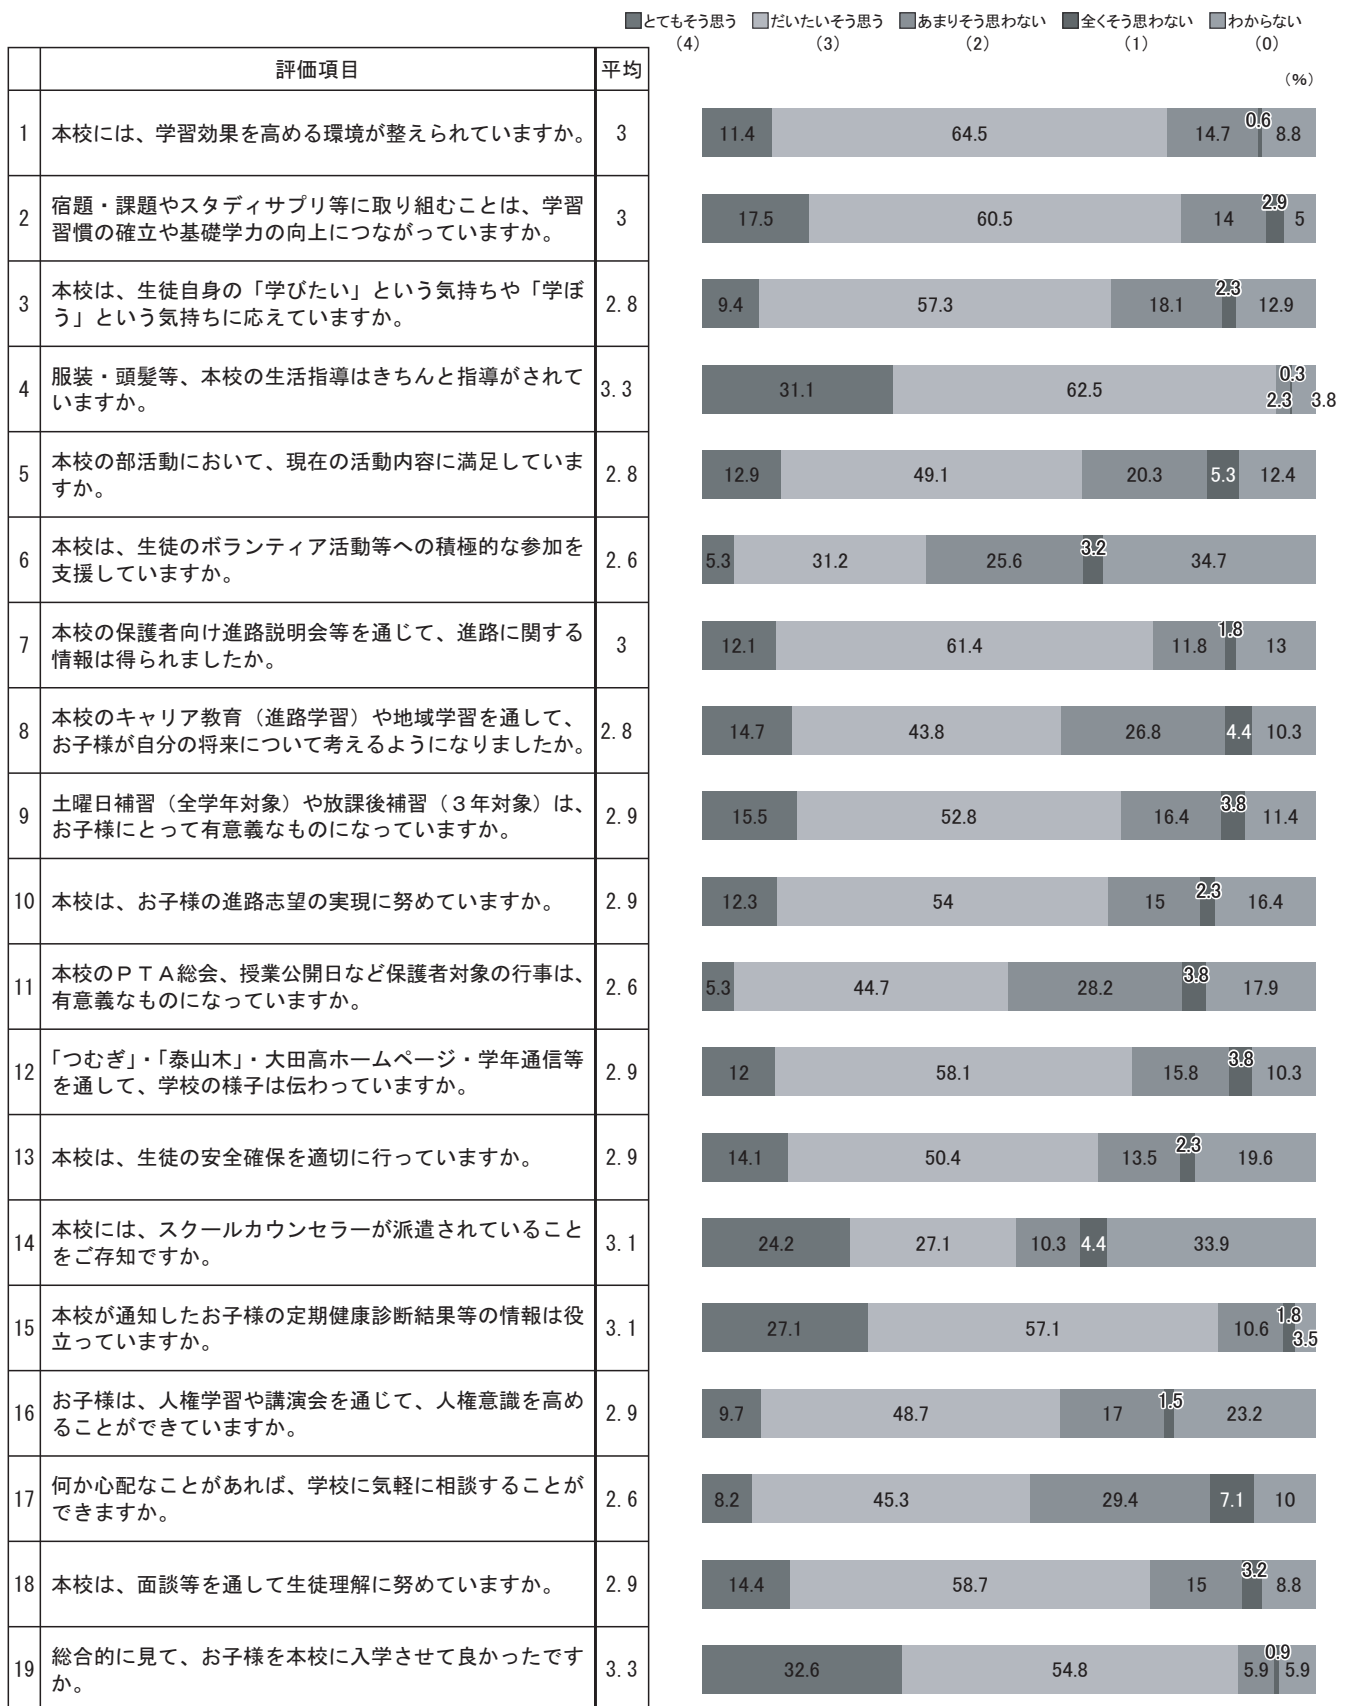 とてもそう思う だいたいそう思う あまりそう思わない 全くそう思わない わからない
(4) (3) (2) (1) (0)
評価項目 平均 (%)
1 本校には、学習効果を高める環境が整えられていますか。 3 11.4 64.5 14.7 0.6 8.8
2 宿題・課題やスタディサプリ等に取り組むことは、学習
習慣の確立や基礎学力の向上につながっていますか。 3 17.5 60.5 14 2.9 5
3 本校は、生徒自身の「学びたい」という気持ちや「学ぼ
う」という気持ちに応えていますか。 2.8 9.4 57.3 18.1 2.3 12.9
4 服装・頭髪等、本校の生活指導はきちんと指導がされて
いますか。 3.3 31.1 62.5 2.3 0.3 3.8
5 本校の部活動において、現在の活動内容に満足していま
すか。 2.8 12.9 49.1 20.3 5.3 12.4
6 本校は、生徒のボランティア活動等への積極的な参加を
支援していますか。 2.6 5.3 31.2 25.6 3.2 34.7
7 本校の保護者向け進路説明会等を通じて、進路に関する
情報は得られましたか。 3 12.1 61.4 11.8 1.8 13
8 本校のキャリア教育(進路学習)や地域学習を通して、
お子様が自分の将来について考えるようになりましたか。 2.8 14.7 43.8 26.8 4.4 10.3
9 土曜日補習(全学年対象)や放課後補習(3年対象)は、
お子様にとって有意義なものになっていますか。 2.9 15.5 52.8 16.4 3.8 11.4
10 本校は、お子様の進路志望の実現に努めていますか。 2.9 12.3 54 15 2.3 16.4
11 本校のPTA総会、授業公開日など保護者対象の行事は、
有意義なものになっていますか。 2.6 5.3 44.7 28.2 3.8 17.9
12 「つむぎ」・「泰山木」・大田高ホームページ・学年通信等
を通して、学校の様子は伝わっていますか。 2.9 12 58.1 15.8 3.8 10.3
13 本校は、生徒の安全確保を適切に行っていますか。 2.9 14.1 50.4 13.5 2.3 19.6
14 本校には、スクールカウンセラーが派遣されていること
をご存知ですか。 3.1 24.2 27.1 10.3 4.4 33.9
15 本校が通知したお子様の定期健康診断結果等の情報は役
立っていますか。 3.1 27.1 57.1 10.6 1.8 3.5
16 お子様は、人権学習や講演会を通じて、人権意識を高め
ることができていますか。 2.9 9.7 48.7 17 1.5 23.2
17 何か心配なことがあれば、学校に気軽に相談することが
できますか。 2.6 8.2 45.3 29.4 7.1 10
18 本校は、面談等を通して生徒理解に努めていますか。 2.9 14.4 58.7 15 3.2 8.8
19 総合的に見て、お子様を本校に入学させて良かったです
か。 3.3 32.6 54.8 5.9 0.9 5.9